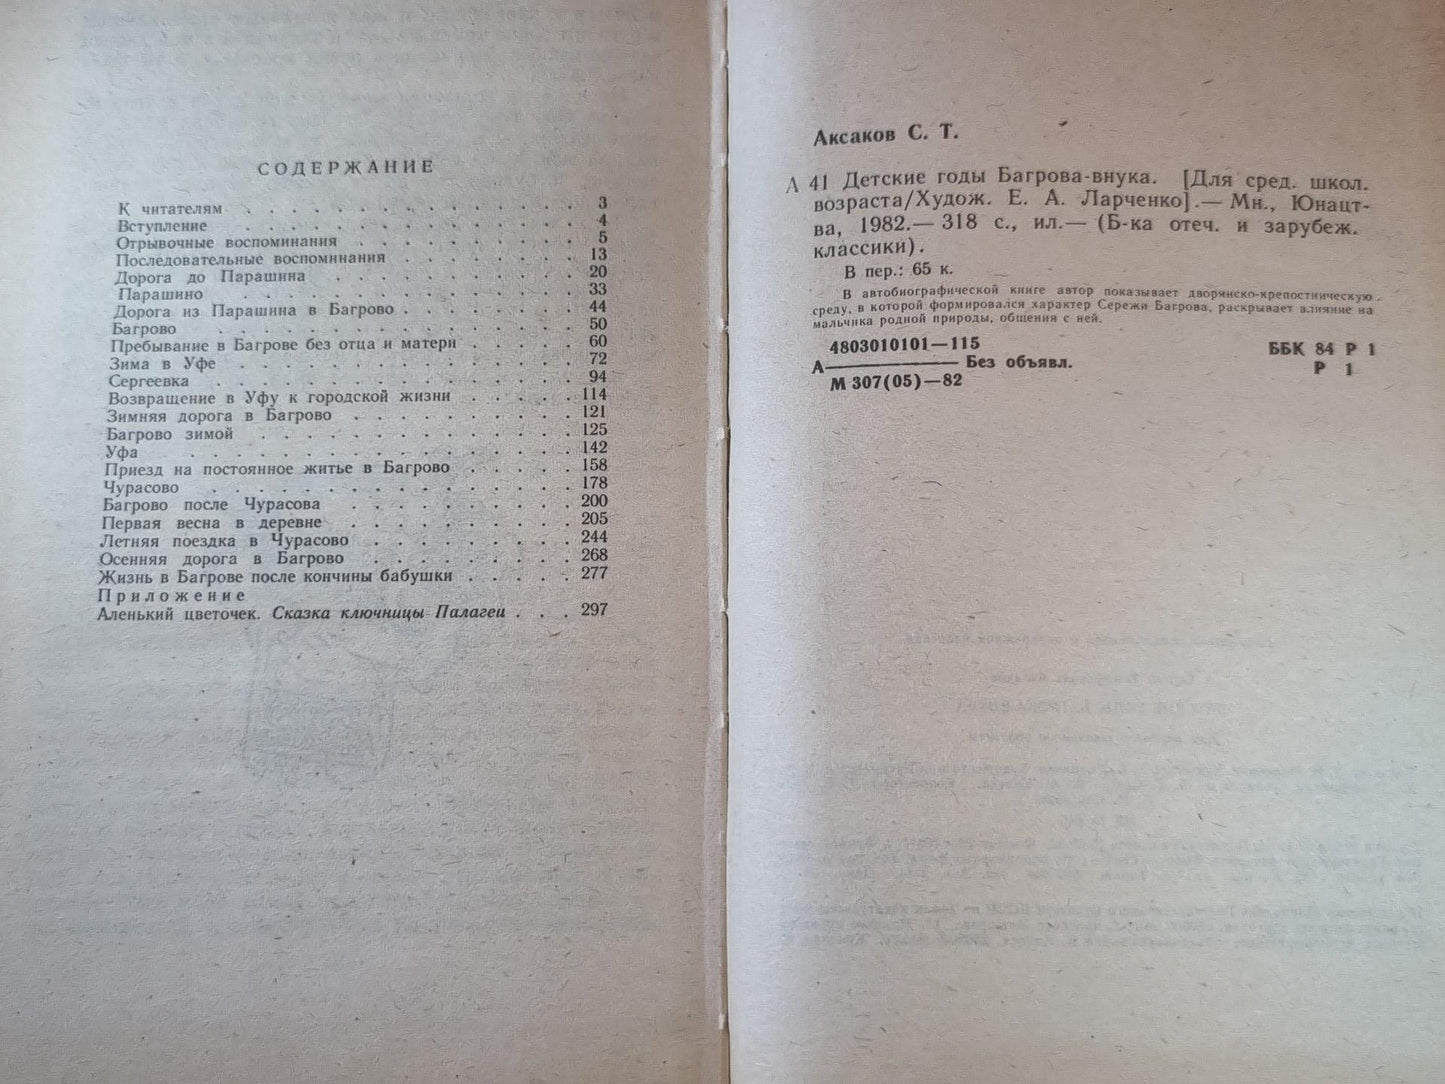 СОДЕРЖАНИЕ
К читателям . . . . . . . . . . . . . . . 3
Вступление . . . . . . . . . . . . . . . 4
Отрывочные воспоминания . . . . . . . . . . 5
Последовательные воспоминания . . . . . . . 13
Дорога до Парашина . . . . . . . . . . . 20
Парашино . . . . . . . . . . . . . . . 33
Дорога из Парашина в Багрово . . . . . . . 44
Багрово . . . . . . . . . . . . . . . . 50
Пребывание в Багрове без отца и матери . . . . . 60
Зима в Уфе . . . . . . . . . . . . . . 72
Сергеевка . . . . . . . . . . . . . . . 94
Возвращение в Уфу к городской жизни . . . . . 114
Зимняя дорога в Багрово . . . . . . . . . 121
Багрово зимой . . . . . . . . . . . . . 125
Уфа . . . . . . . . . . . . . . . . . 142
Приезд на постоянное житье в Багрово . . . . . 158
Чурасово . . . . . . . . . . . . . . . 178
Багрово после Чурасова . . . . . . . . . 200
Первая весна в деревне . . . . . . . . . 205
Летняя поездка в Чурасово . . . . . . . . 244
Осенняя дорога в Багрово . . . . . . . . 268
Жизнь в Багрове после кончины бабушки . . . . . 277
Приложение
Аленький цветочек. Сказка ключницы Палагеи . . . 297
Аксаков С. Т.
А 41 Детские годы Багрова-внука. [Для сред. школ.
возраста/Худож. Е. А. Ларченко].— Мн., Юнацт-
ва, 1982.— 318 с., ил.— (Б-ка отеч. и зарубеж.
классики).
В пер.: 65 к.
В автобиографической книге автор показывает дворянско-крепостническую
среду, в которой формировался характер Сережи Багрова, раскрывает влияние на
мальчика родной природы, общения с ней.
4803010101—115
А———— Без объявл.
М 307(05)—82
ББК 84 Р 1
Р 1